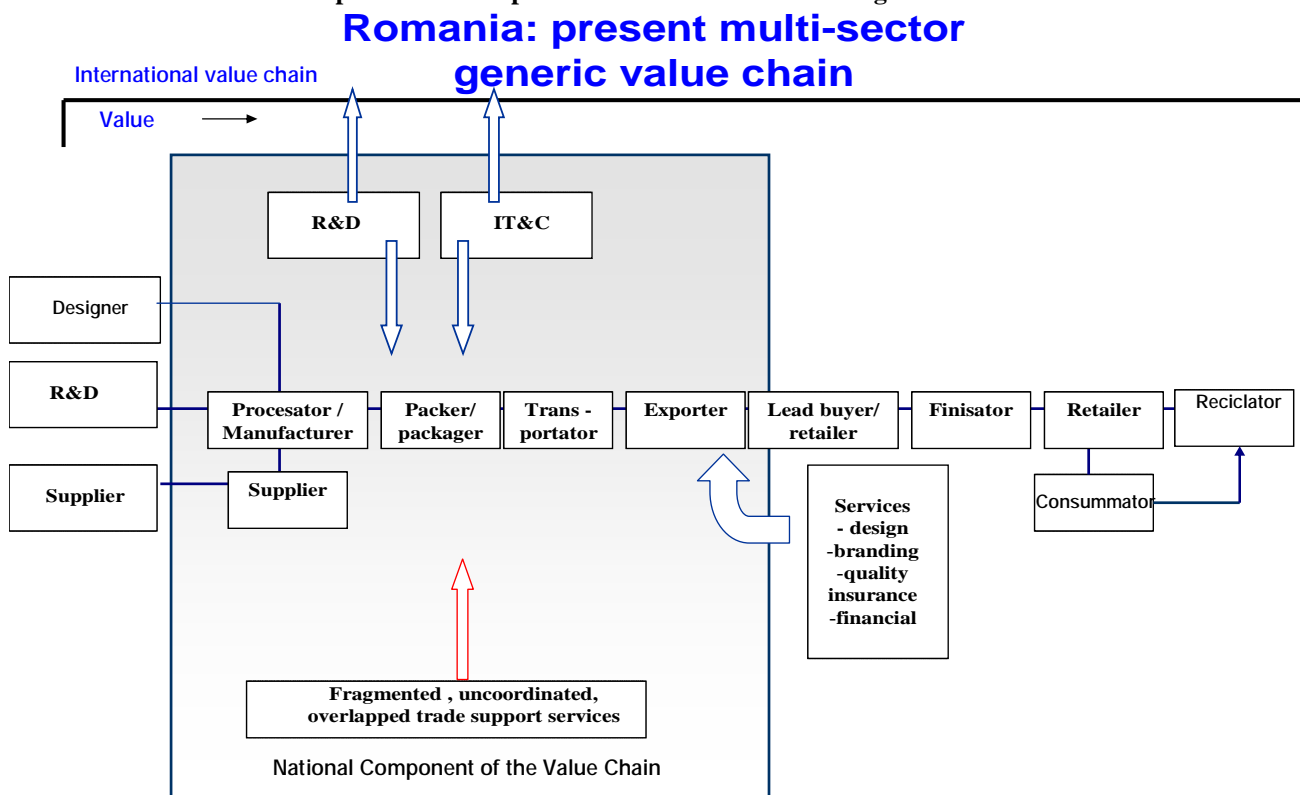 Romania: present multi-sector
generic value chain
International value chain
Value
R&D
IT&C
Designer
R&D
Supplier
Procesator /
Manufacturer
Supplier
Packer/
packager
Trans -
portator
Exporter
Lead buyer/
retailer
Finisator
Retailer
Reciclator
Consummator
Services
- design
-branding
-quality
insurance
-financial
Fragmented , uncoordinated,
overlapped trade support services
National Component of the Value Chain